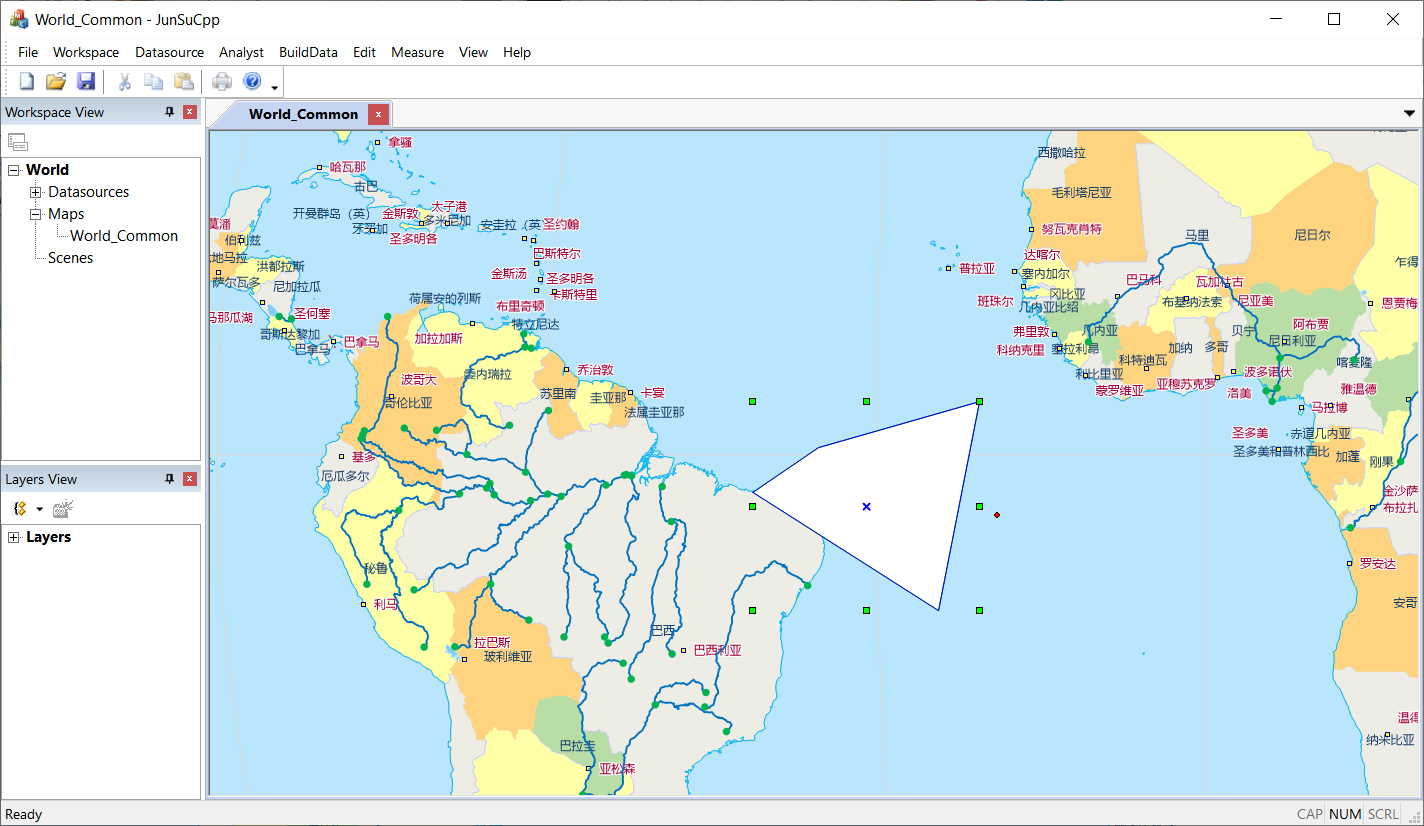 World_Common - JunSuCpp
File Workspace Datasource Analyst BuildData Edit Measure View Help
Workspace View
World
Datasources
Maps
World_Common
Scenes
Layers View
Layers
World_Common
拿骚
哈瓦那
古巴
开曼群岛（英）
金斯敦
太子港
多米尼加
牙买加
圣多明各
安圭拉（英
圣约翰
巴斯特尔
金斯汤
圣多明各
卡斯特里
布里奇顿
伯利兹
洪都拉斯
萨尔瓦多
尼加拉瓜
马那瓜湖
圣何塞
哥斯达黎加
巴拿马
巴拿马
荷属安的列斯
特立尼达
加拉加斯
委内瑞拉
波哥大
哥伦比亚
乔治敦
苏里南
圭亚那
卡宴
法属圭亚那
基多
厄瓜多尔
秘鲁
利马
拉巴斯
玻利维亚
巴西
巴西利亚
巴拉圭
亚松森
西撒哈拉
毛利塔尼亚
努瓦克肖特
达喀尔
塞内加尔
普拉亚
班珠尔
冈比亚
几内亚比绍
弗里敦
几内亚
科纳克里
塞拉利昂
利比里亚
蒙罗维亚
马里
巴马科
瓦加杜古
布基纳法索
尼日尔
尼亚美
贝宁
阿布贾
尼日利亚
加纳
多哥
科特迪瓦
亚穆苏克罗
洛美
波多诺伏
喀麦隆
雅温德
马拉博
恩贾梅
圣多美
赤道几内亚
圣多美和普林西比
加蓬
刚果
金沙萨
布拉扎
罗安达
安哥
温得
纳米比亚
Ready
CAP NUM SCRL